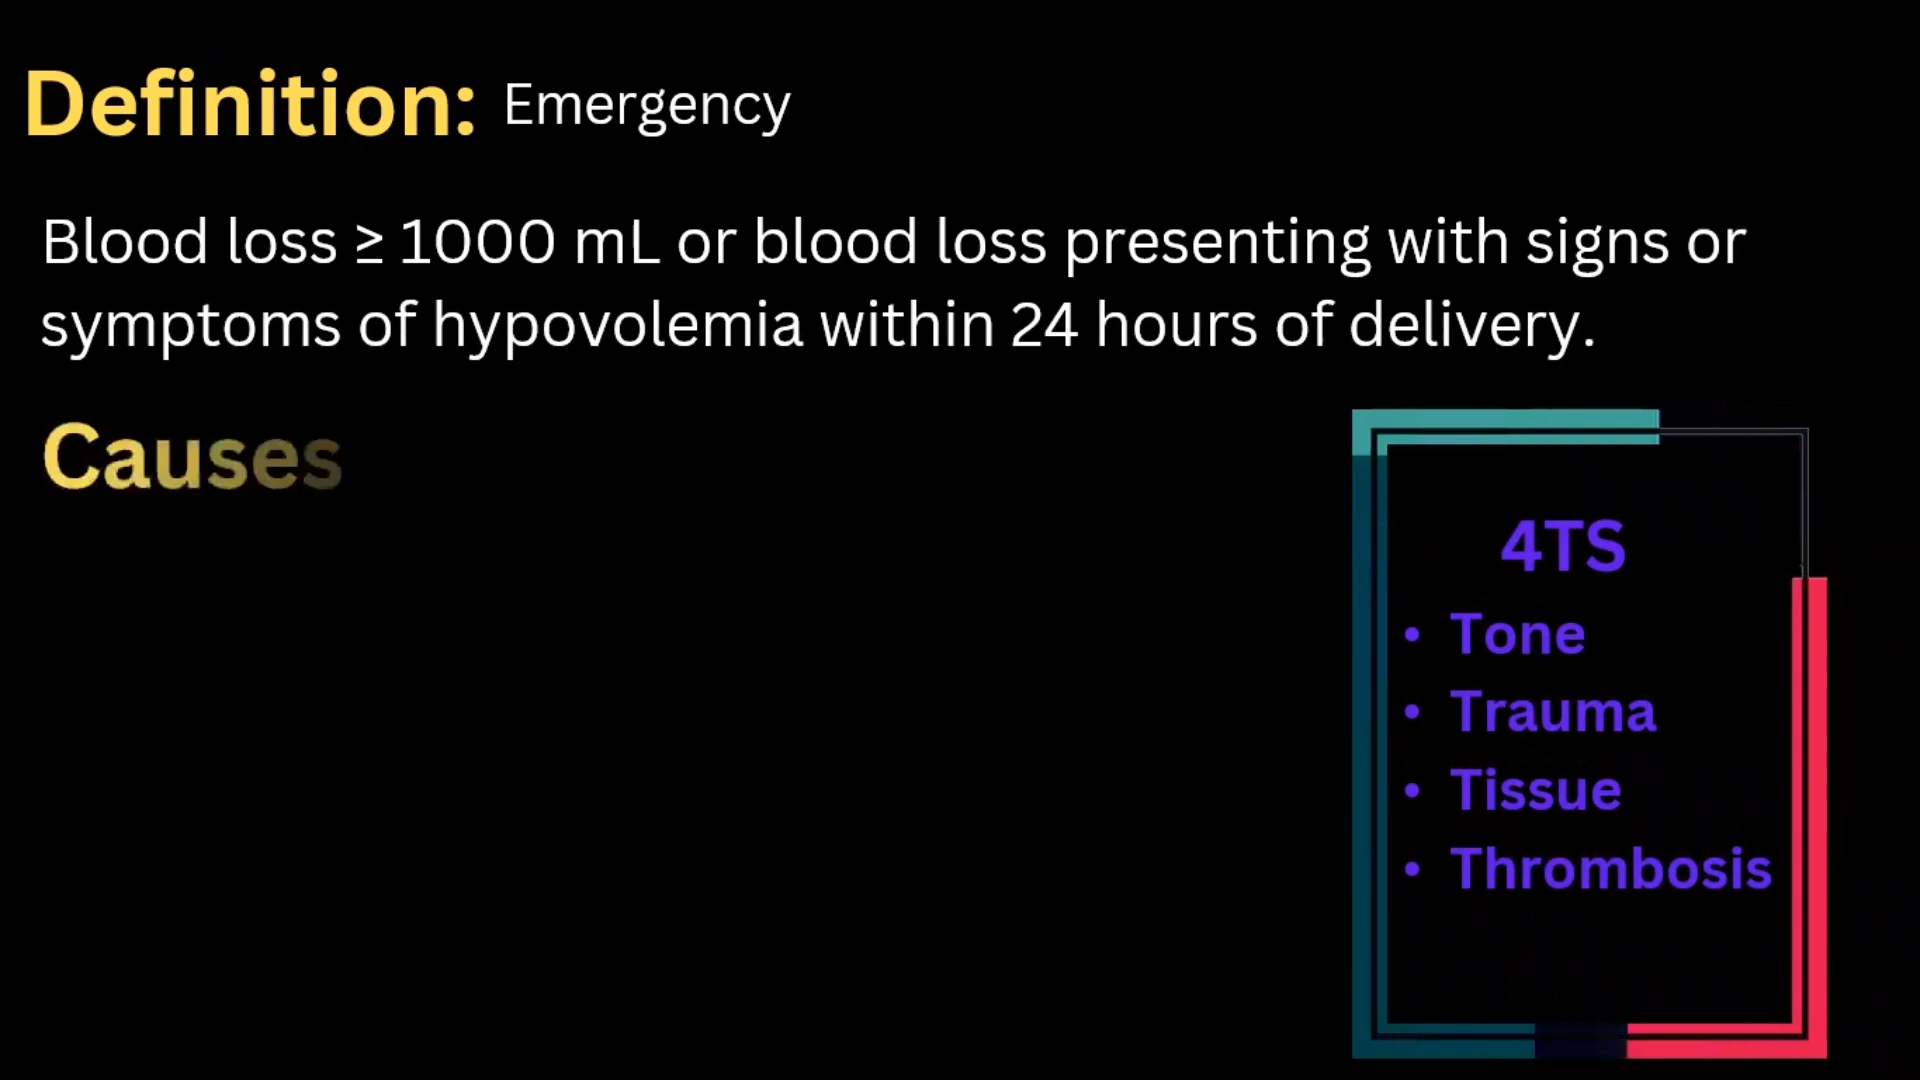 Definition: Emergency
Blood loss ≥ 1000 mL or blood loss presenting with signs or
symptoms of hypovolemia within 24 hours of delivery.
Causes
4TS
• Tone
• Trauma
• Tissue
• Thrombosis